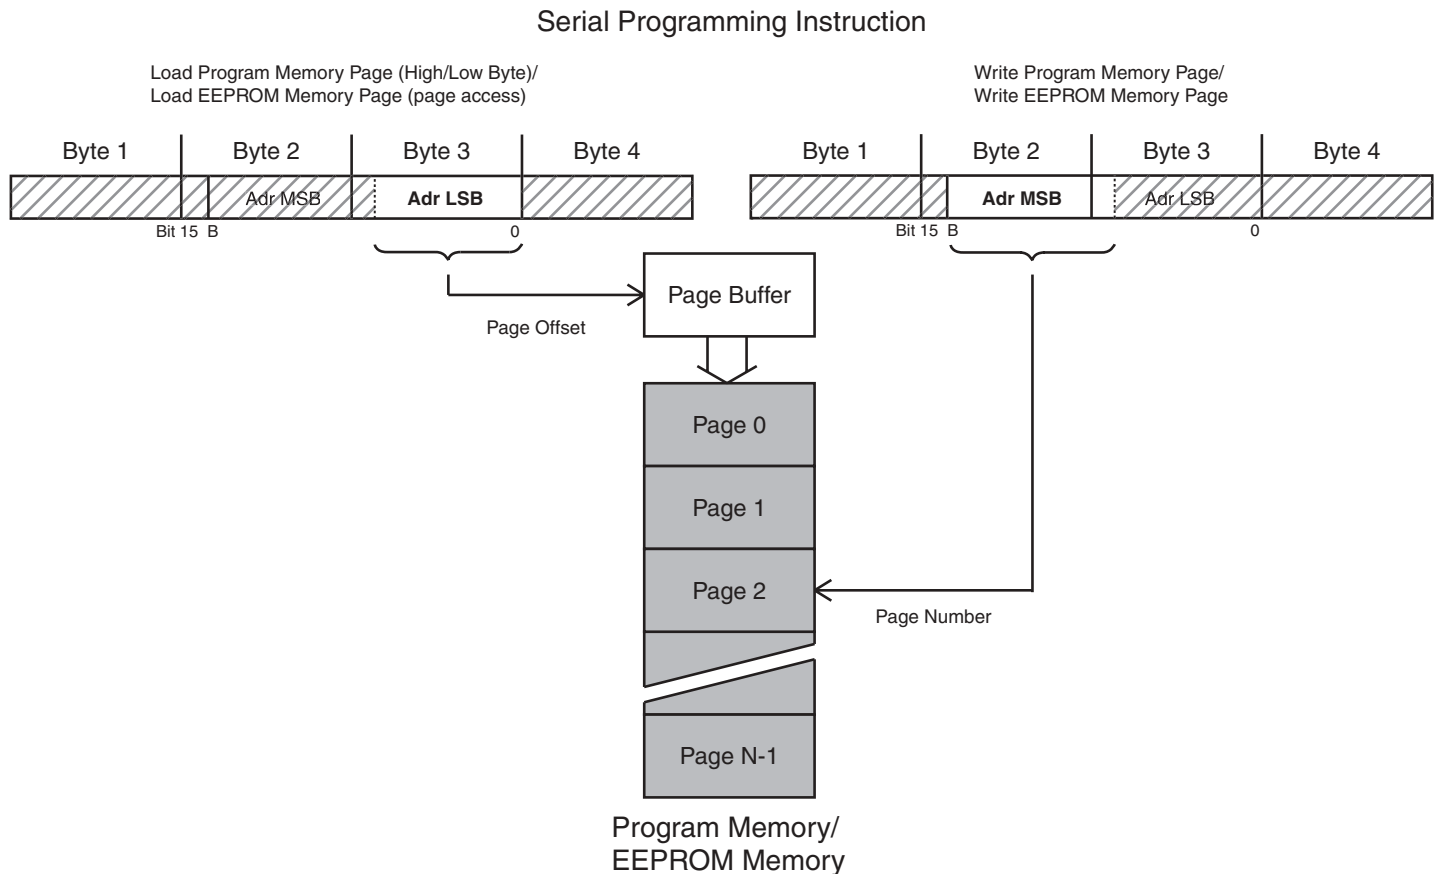 Serial Programming Instruction
Load Program Memory Page (High/Low Byte)/
Load EEPROM Memory Page (page access)
Write Program Memory Page/
Write EEPROM Memory Page
Byte 1 Byte 2 Byte 3 Byte 4
Byte 1 Byte 2 Byte 3 Byte 4
Adr MSB Adr LSB
Adr MSB Adr LSB
Bit 15 B 0
Bit 15 B 0
Page Buffer
Page Offset
Page 0
Page 1
Page 2
Page Number
Page N-1
Program Memory/
EEPROM Memory